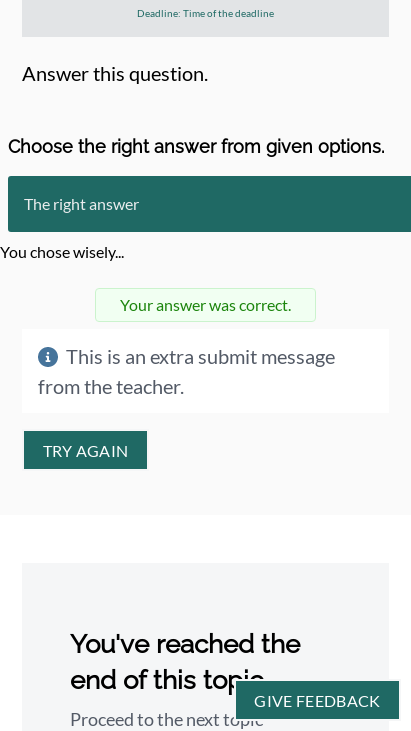 Deadline: Time of the deadline
Answer this question.
Choose the right answer from given options.
The right answer
You chose wisely...
Your answer was correct.
This is an extra submit message
from the teacher.
TRY AGAIN
You've reached the
end of this topic
GIVE FEEDBACK
Proceed to the next topic